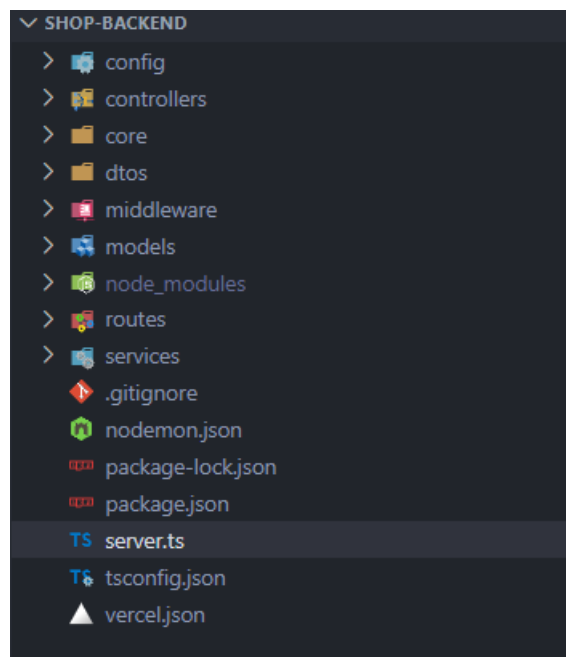 SHOP-BACKEND
config
controllers
core
dtos
middleware
models
node_modules
routes
services
.gitignore
nodemon.json
package-lock.json
package.json
TS server.ts
TS tsconfig.json
vercel.json